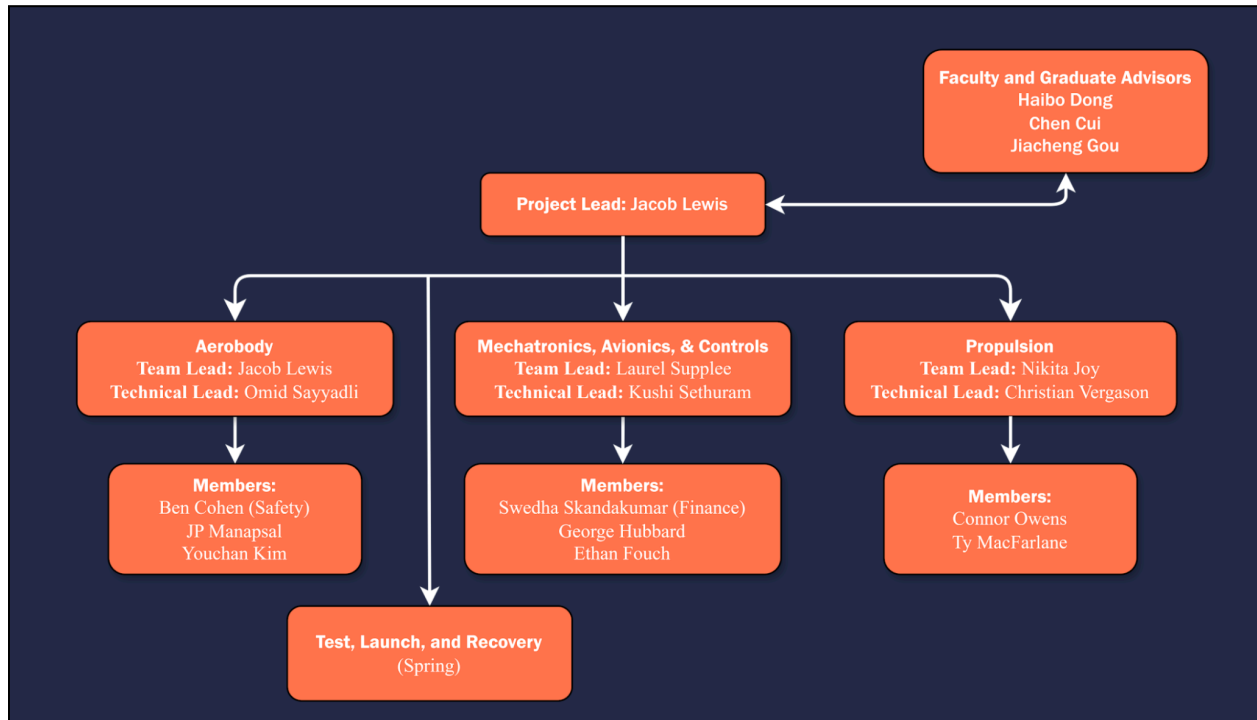 Faculty and Graduate Advisors
Haibo Dong
Chen Cui
Jiacheng Gou
Project Lead: Jacob Lewis
Aerobody
Team Lead: Jacob Lewis
Technical Lead: Omid Sayyadli
Mechatronics, Avionics, & Controls
Team Lead: Laurel Supplee
Technical Lead: Kushi Sethuram
Propulsion
Team Lead: Nikita Joy
Technical Lead: Christian Vergason
Members:
Ben Cohen (Safety)
JP Manapsal
Youchan Kim
Members:
Swedha Skandakumar (Finance)
George Hubbard
Ethan Fouch
Members:
Connor Owens
Ty MacFarlane
Test, Launch, and Recovery
(Spring)